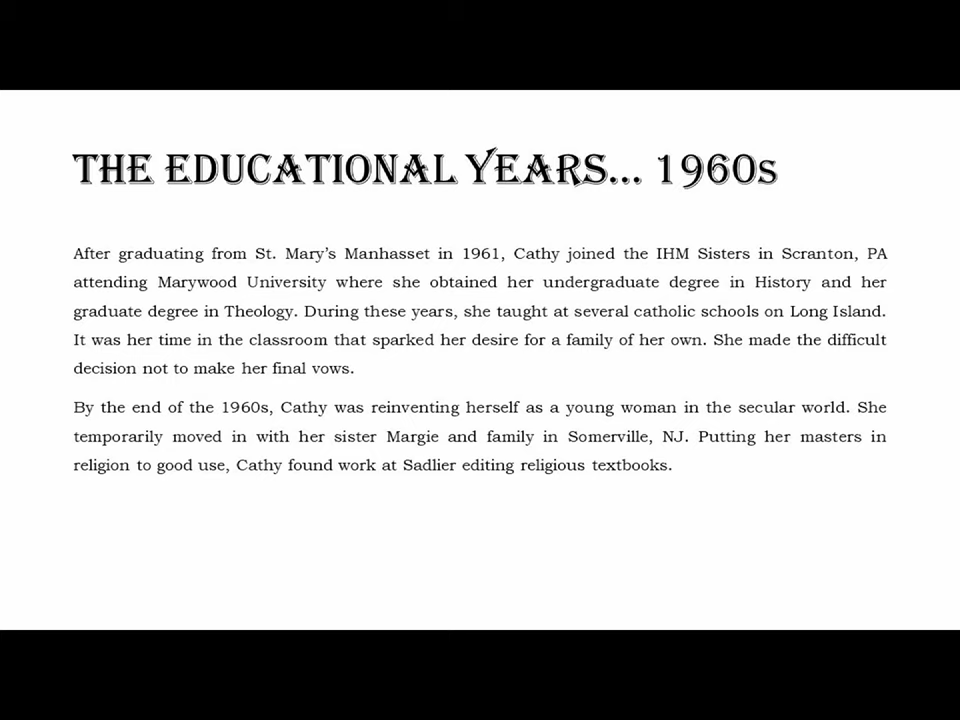 THE EDUCATIONAL YEARS... 1960s
After graduating from St. Mary’s Manhasset in 1961, Cathy joined the IHM Sisters in Scranton, PA
attending Marywood University where she obtained her undergraduate degree in History and her
graduate degree in Theology. During these years, she taught at several catholic schools on Long Island.
It was her time in the classroom that sparked her desire for a family of her own. She made the difficult
decision not to make her final vows.
By the end of the 1960s, Cathy was reinventing herself as a young woman in the secular world. She
temporarily moved in with her sister Margie and family in Somerville, NJ. Putting her masters in
religion to good use, Cathy found work at Sadlier editing religious textbooks.